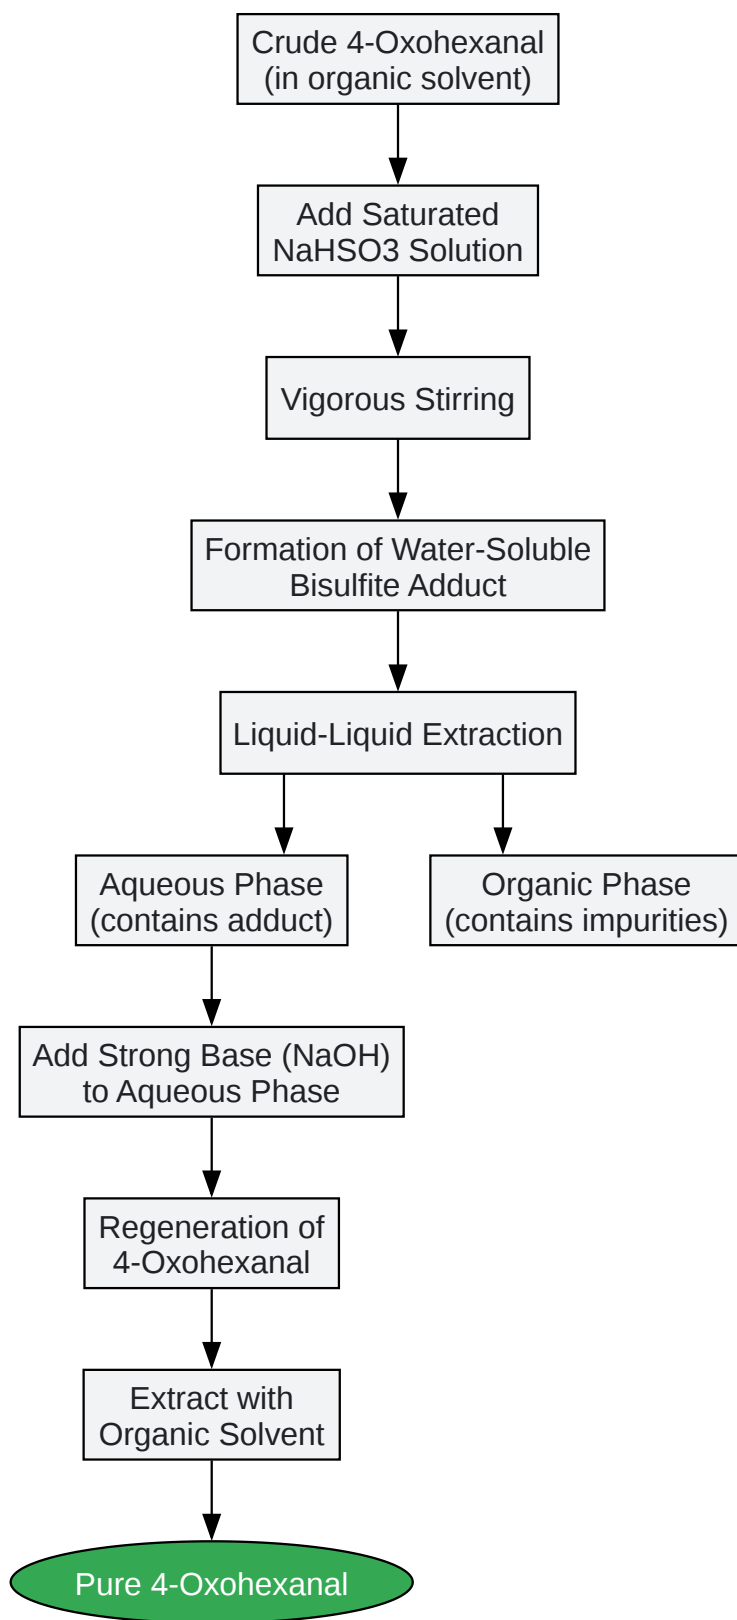 Crude 4-Oxohexanal
(in organic solvent)
Add Saturated
NaHSO3 Solution
Vigorous Stirring
Formation of Water-Soluble
Bisulfite Adduct
Liquid-Liquid Extraction
Aqueous Phase
(contains adduct)
Organic Phase
(contains impurities)
Add Strong Base (NaOH)
to Aqueous Phase
Regeneration of
4-Oxohexanal
Extract with
Organic Solvent
Pure 4-Oxohexanal